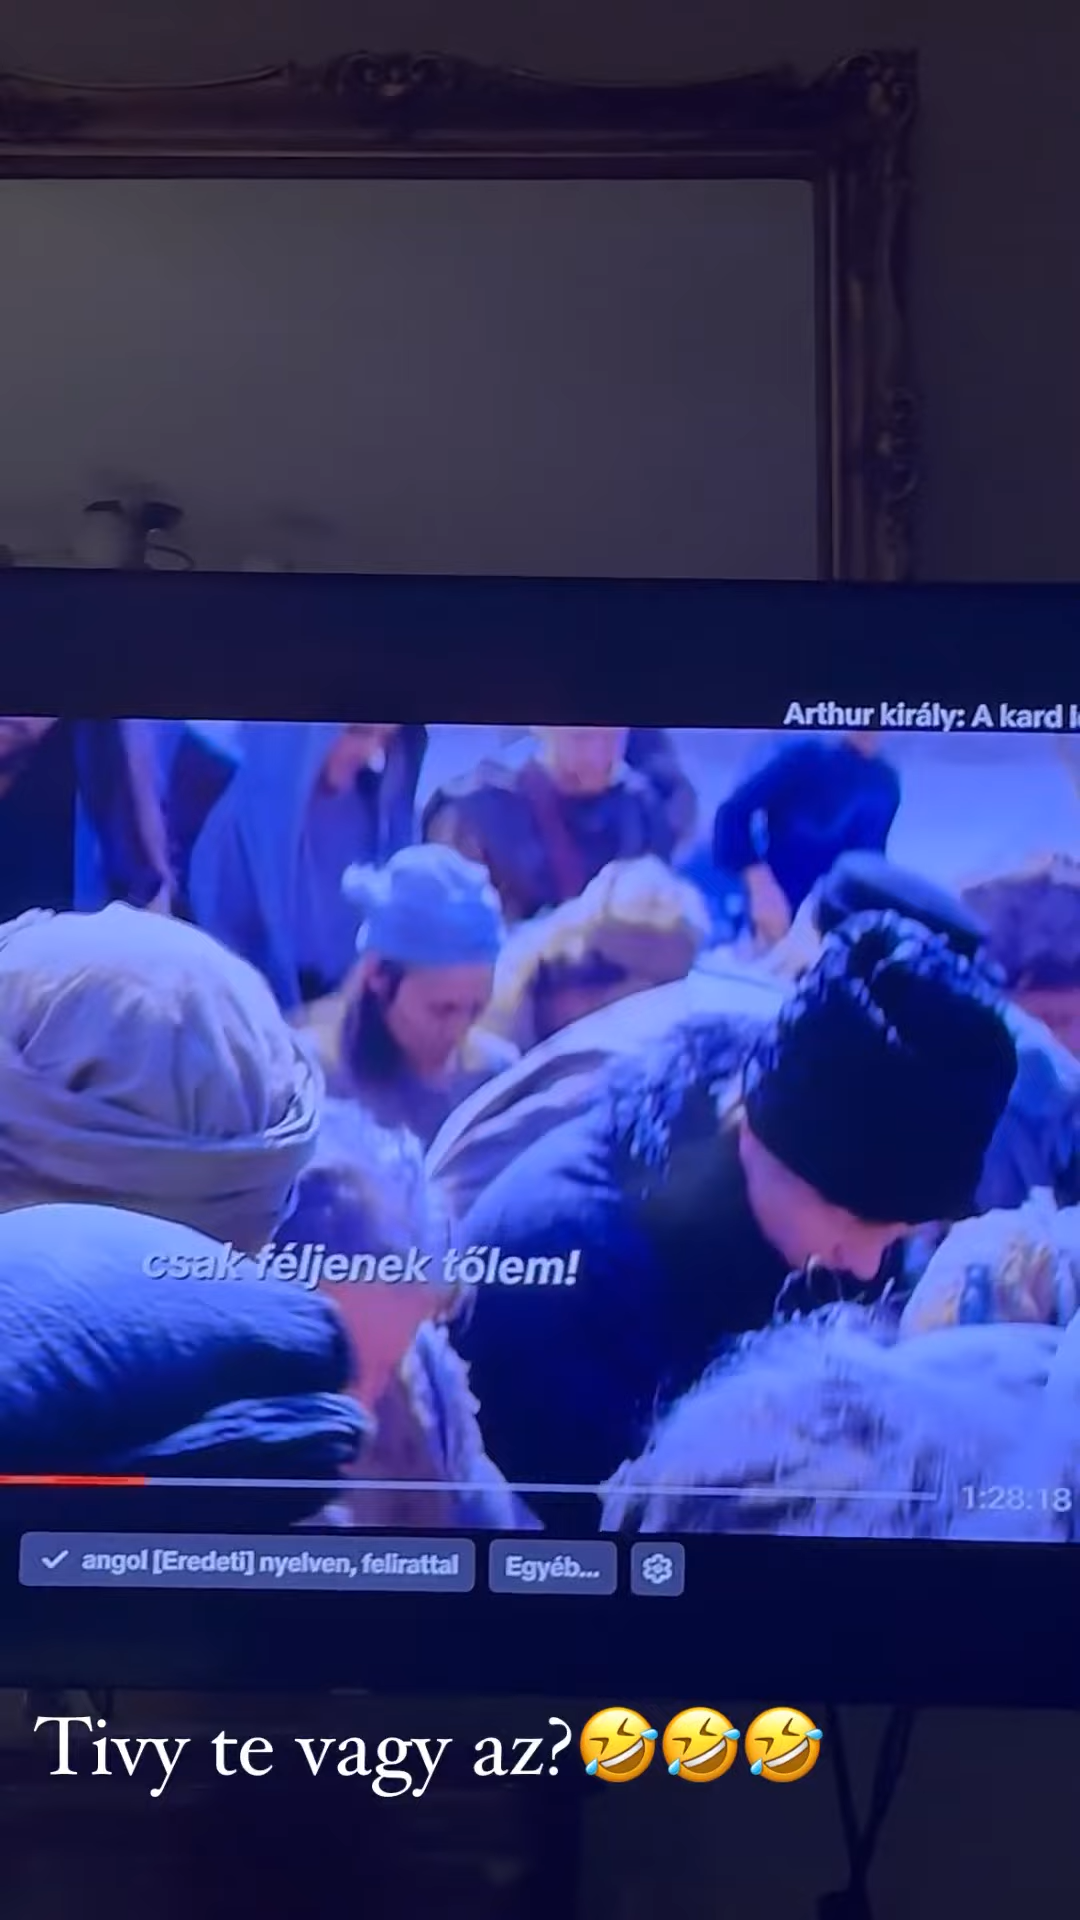 Arthur király: A kard
csak féljenek tőlem!
1:28:18
angol [Eredeti] nyelven, felirattal
Egyéb...
Tivy te vagy az?🤣🤣🤣